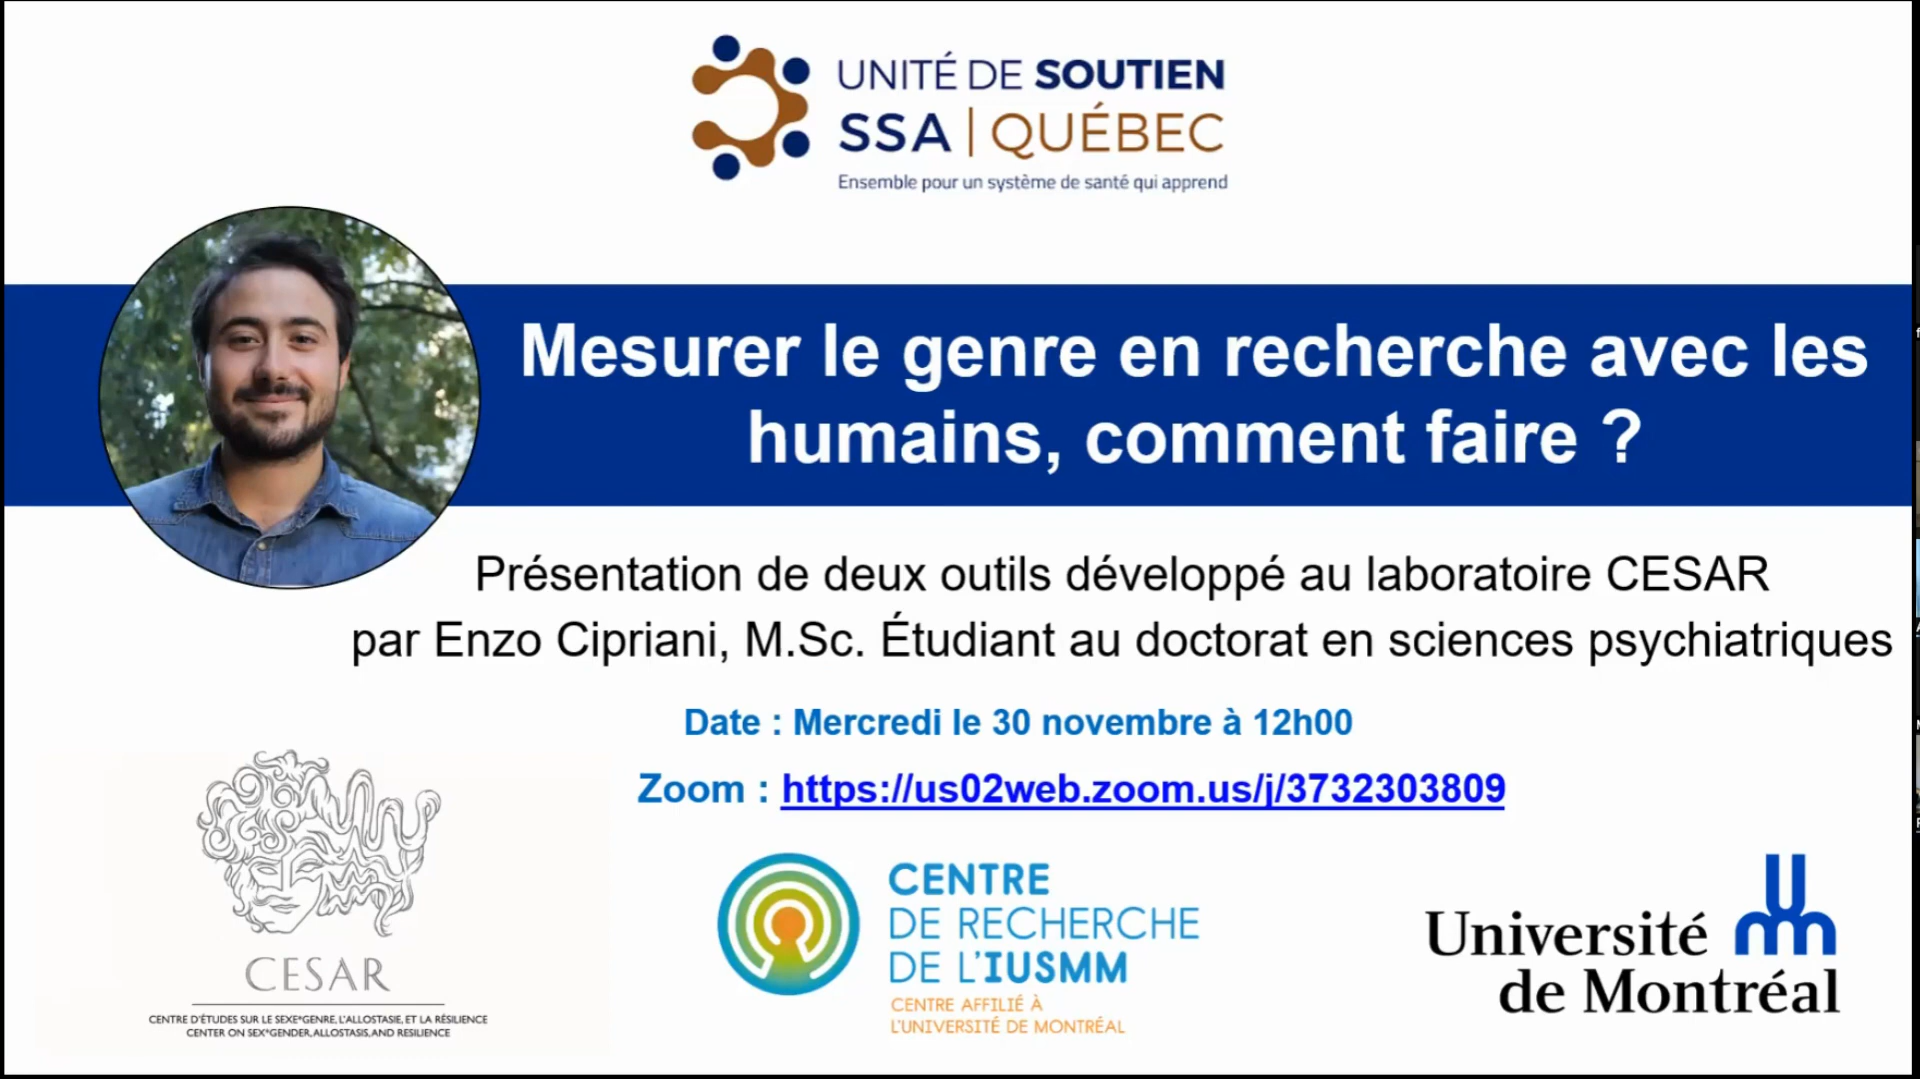 UNITÉ DE SOUTIEN
SSA | QUÉBEC
Ensemble pour un système de santé qui apprend
Mesurer le genre en recherche avec les
humains, comment faire ?
Présentation de deux outils développé au laboratoire CESAR
par Enzo Cipriani, M.Sc. Étudiant au doctorat en sciences psychiatriques
Date : Mercredi le 30 novembre à 12h00
Zoom : https://us02web.zoom.us/j/3732303809
CESAR
CENTRE D'ÉTUDES SUR LE SEXE*GENRE, L'ALLOSTASIE, ET LA RÉSILIENCE
CENTER ON SEX*GENDER, ALLOSTASIS, AND RESILIENCE
CENTRE
DE RECHERCHE
DE L'IUSMM
CENTRE AFFILIÉ À
L'UNIVERSITÉ DE MONTRÉAL
Université
de Montréal